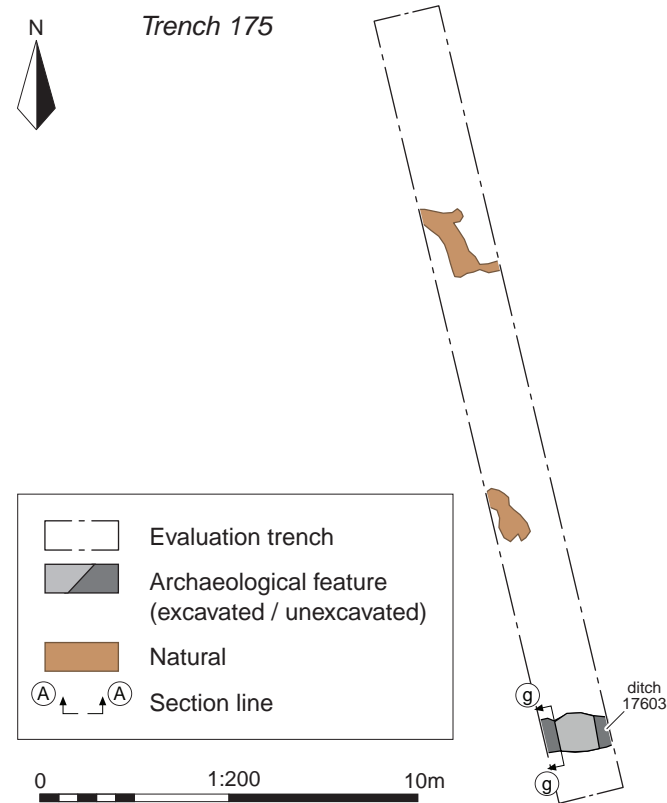 N
Trench 175
Evaluation trench
Archaeological feature
(excavated / unexcavated)
Natural
A A
Section line
g
ditch
17603
g
0 1:200 10m